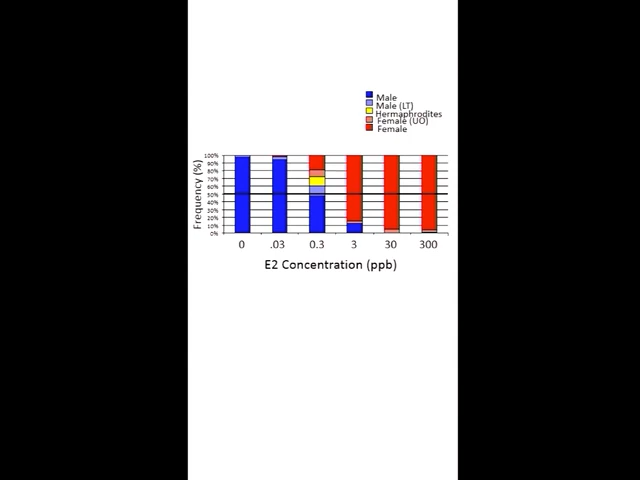 Male
Male (LT)
Hermaphrodites
Female (UO)
Female
Frequency (%)
100%
90%
80%
70%
60%
50%
40%
30%
20%
10%
0%
0 .03 0.3 3 30 300
E2 Concentration (ppb)